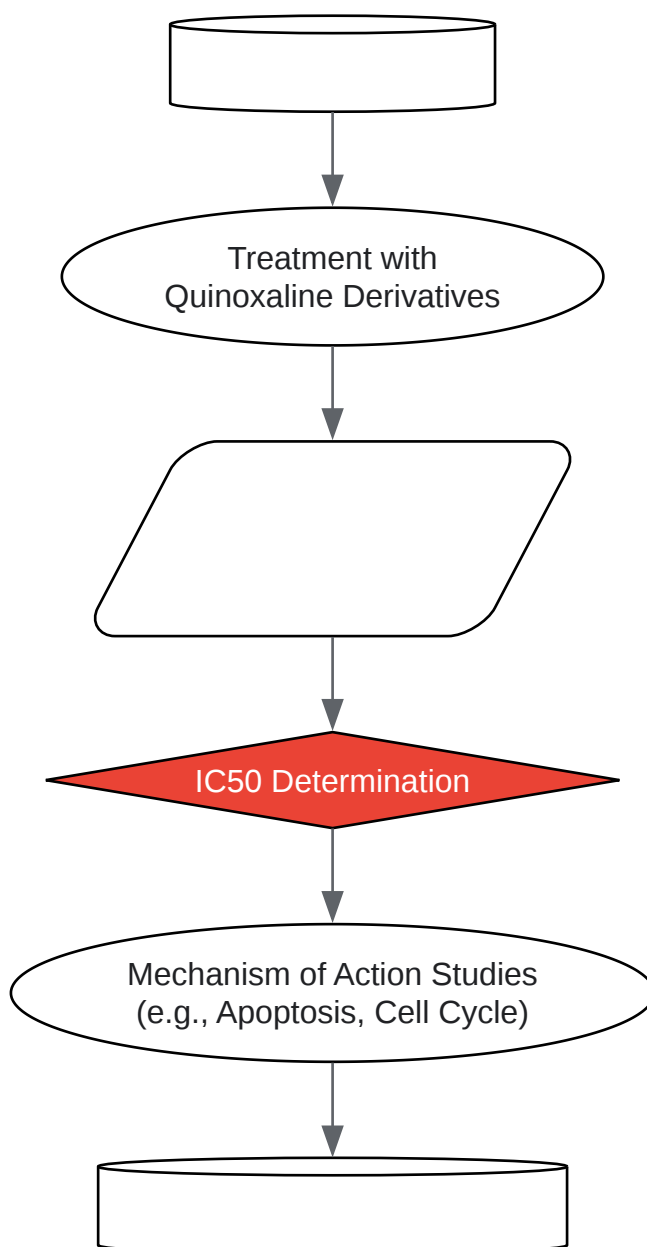 Treatment with
Quinoxaline Derivatives
IC50 Determination
Mechanism of Action Studies
(e.g., Apoptosis, Cell Cycle)